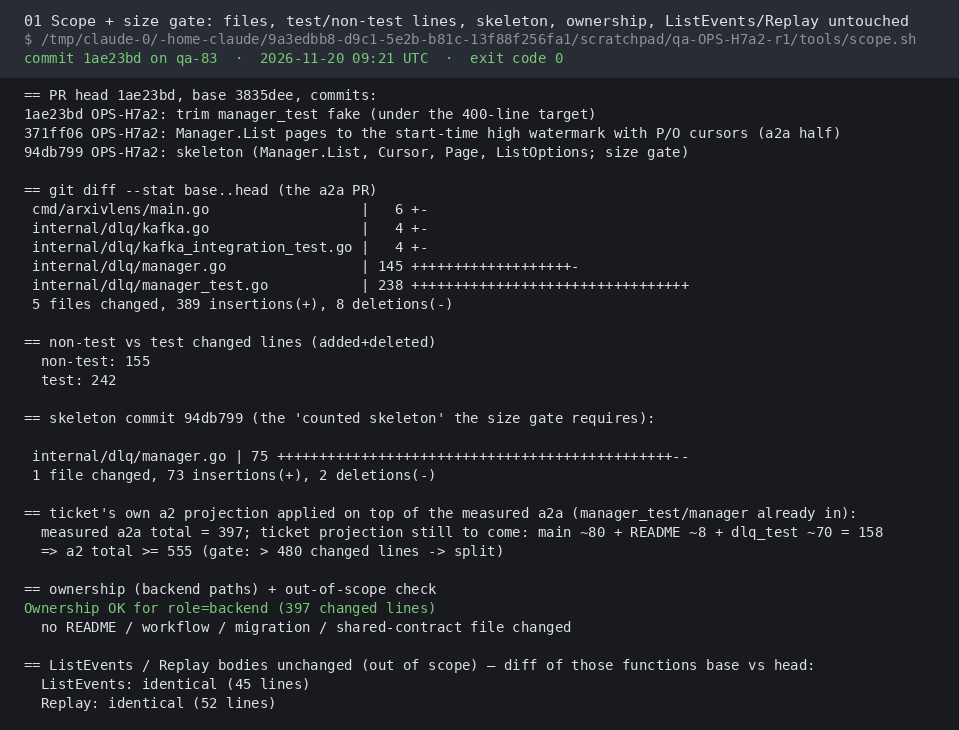 01 Scope + size gate: files, test/non-test lines, skeleton, ownership, ListEvents/Replay untouched
$ /tmp/claude-0/-home-claude/9a3edbb8-d9c1-5e2b-b81c-13f88f256fa1/scratchpad/qa-OPS-H7a2-r1/tools/scope.sh
commit 1ae23bd on qa-83  ·  2026-11-20 09:21 UTC  ·  exit code 0
== PR head 1ae23bd, base 3835dee, commits:
1ae23bd OPS-H7a2: trim manager_test fake (under the 400-line target)
371ff06 OPS-H7a2: Manager.List pages to the start-time high watermark with P/O cursors (a2a half)
94db799 OPS-H7a2: skeleton (Manager.List, Cursor, Page, ListOptions; size gate)
== git diff --stat base..head (the a2a PR)
 cmd/arxivlens/main.go                  |   6 +-
 internal/dlq/kafka.go                  |   4 +-
 internal/dlq/kafka_integration_test.go |   4 +-
 internal/dlq/manager.go                | 145 +++++++++++++++++++-
 internal/dlq/manager_test.go           | 238 +++++++++++++++++++++++++++++++++
 5 files changed, 389 insertions(+), 8 deletions(-)
== non-test vs test changed lines (added+deleted)
  non-test: 155
  test: 242
== skeleton commit 94db799 (the 'counted skeleton' the size gate requires):
 internal/dlq/manager.go | 75 +++++++++++++++++++++++++++++++++++++++++++++++--
 1 file changed, 73 insertions(+), 2 deletions(-)
== ticket's own a2 projection applied on top of the measured a2a (manager_test/manager already in):
  measured a2a total = 397; ticket projection still to come: main ~80 + README ~8 + dlq_test ~70 = 158
  => a2 total >= 555 (gate: > 480 changed lines -> split)
== ownership (backend paths) + out-of-scope check
Ownership OK for role=backend (397 changed lines)
  no README / workflow / migration / shared-contract file changed
== ListEvents / Replay bodies unchanged (out of scope) — diff of those functions base vs head:
  ListEvents: identical (45 lines)
  Replay: identical (52 lines)